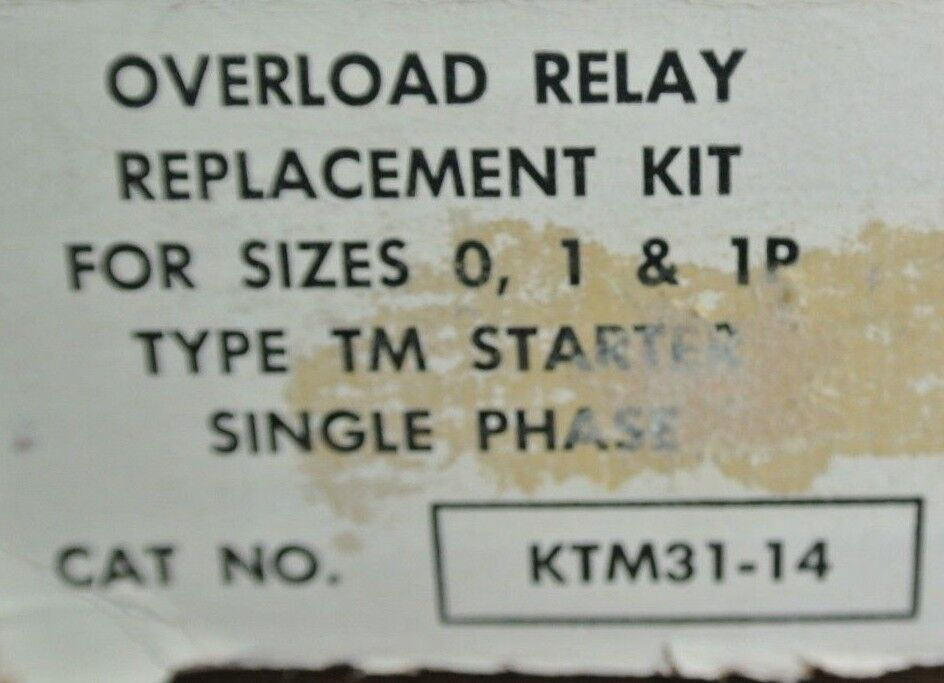 OVERLOAD RELAY
REPLACEMENT KIT
FOR SIZES 0, 1 & 1P
TYPE TM STARTER
SINGLE PHASE
CAT NO. KTM31-14